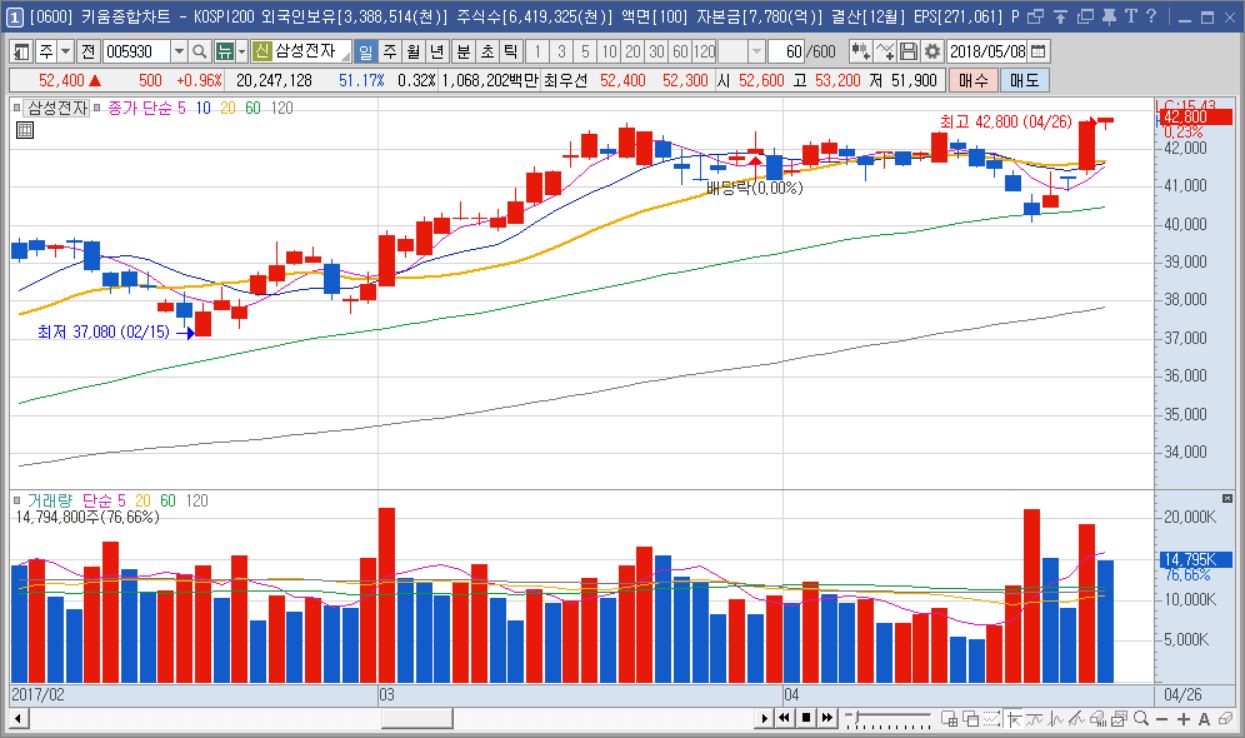 1 [0600] 키움종합차트 - KOSPI200 외국인보유[3,388,514(천)] 주식수[6,419,325(천)] 액면[100] 자본금[7,780(억)] 결산[12월] EPS[271,061] P T ?
주 전 005930 뉴 신 삼성전자 일 주 월 년 분 초 틱 1 3 5 10 20 30 60 120 60 /600 2018/05/08
52,400 ▲ 500 +0.96% 20,247,128 51.17% 0.32% 1,068,202백만 최우선 52,400 52,300 시 52,600 고 53,200 저 51,900 매수 매도
삼성전자 종가 단순 5 10 20 60 120
LC:15.43
최고 42,800 (04/26)
42,800
0.23%
42,000
배당락(0.00%)
41,000
40,000
39,000
38,000
최저 37,080 (02/15)
37,000
36,000
35,000
34,000
거래량 단순 5 20 60 120
14,794,800주(76.66%)
20,000K
14,795K
76.66%
10,000K
5,000K
2017/02 03 04 04/26
A